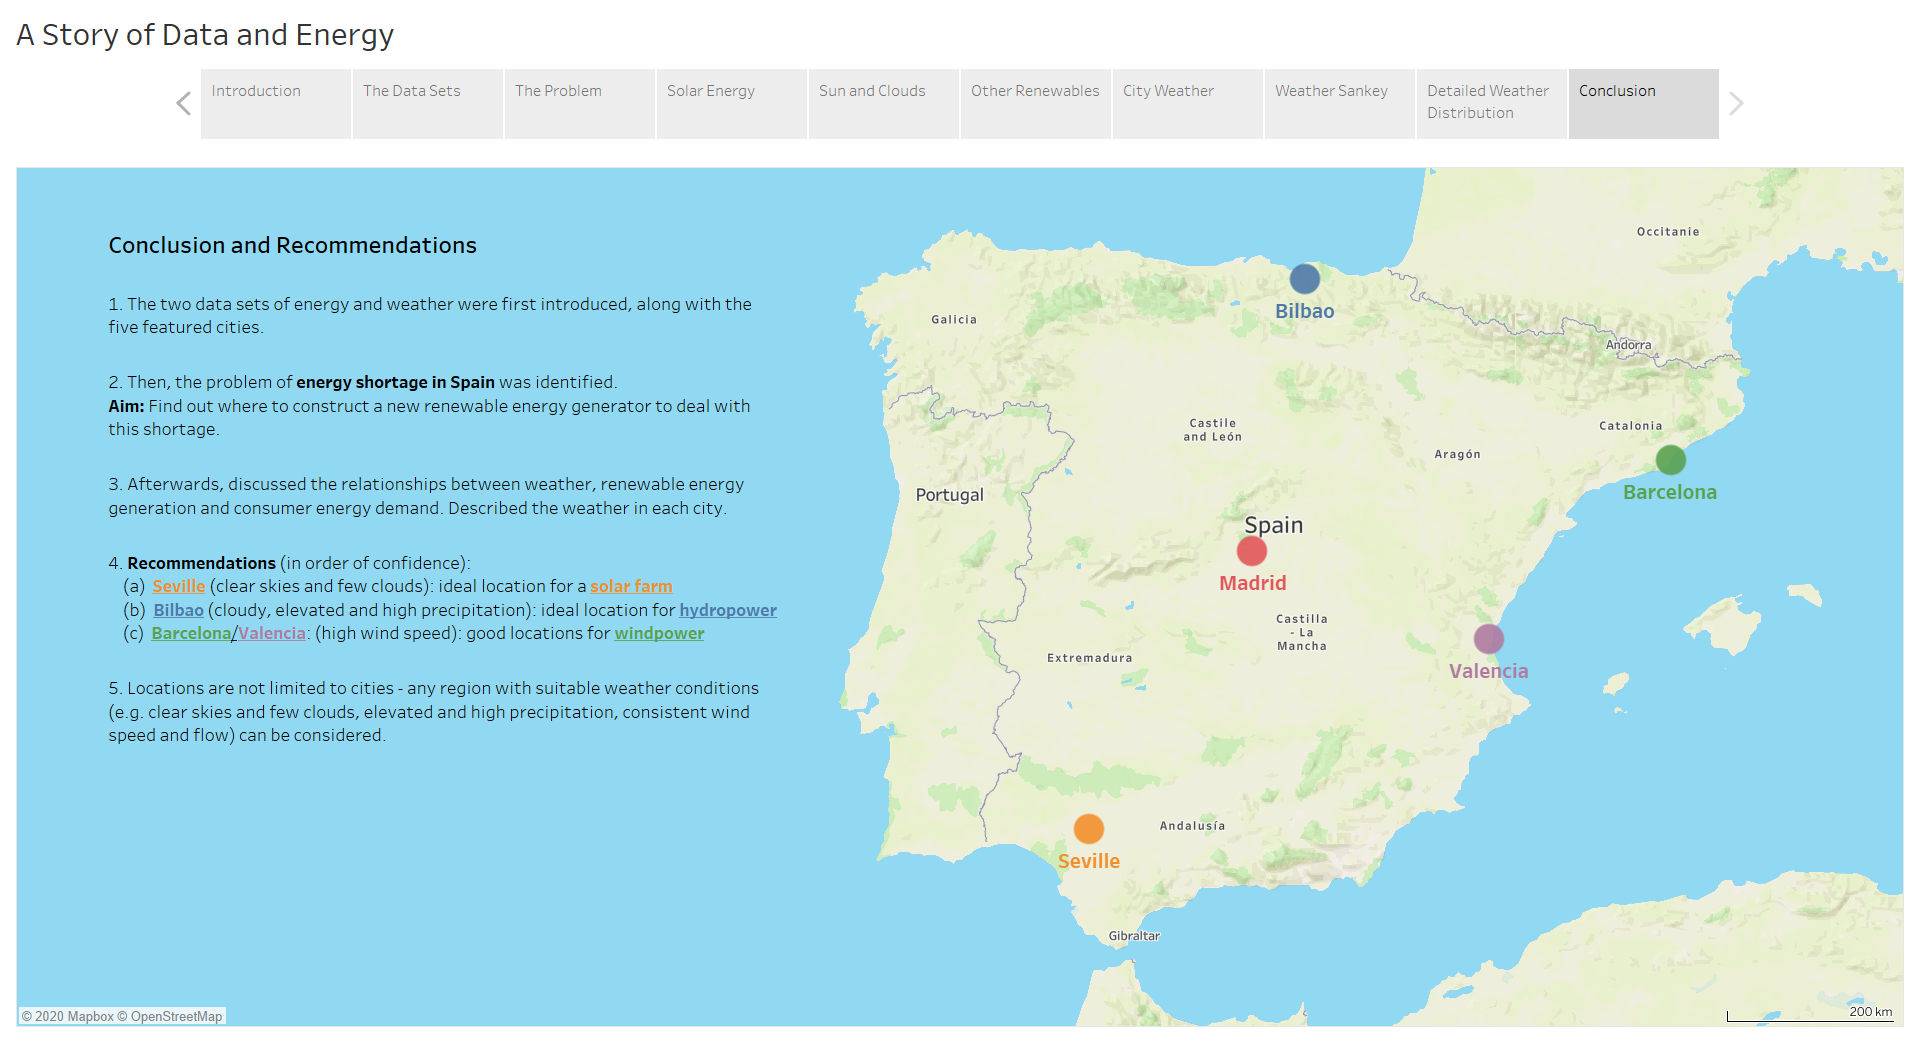 A Story of Data and Energy
Introduction
The Data Sets
The Problem
Solar Energy
Sun and Clouds
Other Renewables
City Weather
Weather Sankey
Detailed Weather
Distribution
Conclusion
Conclusion and Recommendations
1. The two data sets of energy and weather were first introduced, along with the
five featured cities.
2. Then, the problem of energy shortage in Spain was identified.
Aim: Find out where to construct a new renewable energy generator to deal with
this shortage.
3. Afterwards, discussed the relationships between weather, renewable energy
generation and consumer energy demand. Described the weather in each city.
4. Recommendations (in order of confidence):
(a) Seville (clear skies and few clouds): ideal location for a solar farm
(b) Bilbao (cloudy, elevated and high precipitation): ideal location for hydropower
(c) Barcelona/Valencia: (high wind speed): good locations for windpower
5. Locations are not limited to cities - any region with suitable weather conditions
(e.g. clear skies and few clouds, elevated and high precipitation, consistent wind
speed and flow) can be considered.
Occitanie
Bilbao
Galicia
Andorra
Castile
and León
Catalonia
Aragón
Barcelona
Portugal
Spain
Madrid
Castilla
- La
Mancha
Extremadura
Valencia
Andalusía
Seville
Gibraltar
© 2020 Mapbox © OpenStreetMap
200 km